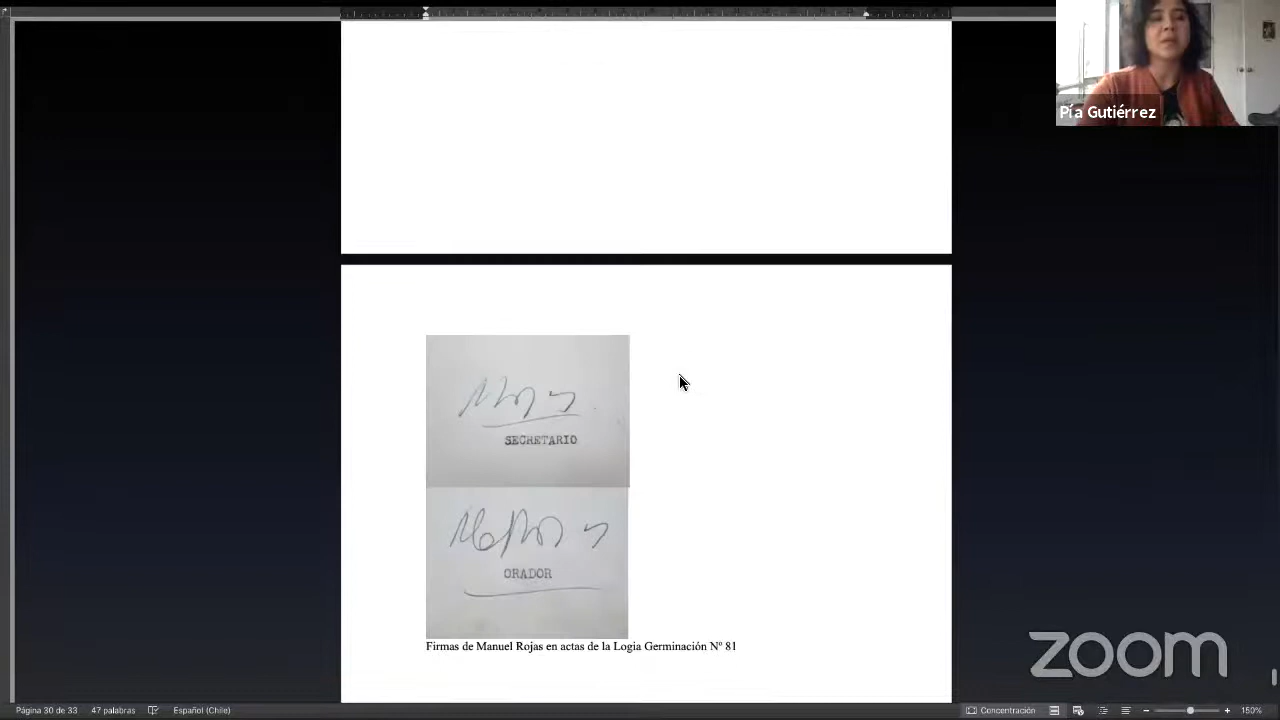 Pía Gutiérrez
SECRETARIO
ORADOR
Firmas de Manuel Rojas en actas de la Logia Germinación Nº 81
zoom
Página 30 de 33
47 palabras
Español (Chile)
Concentración
150%